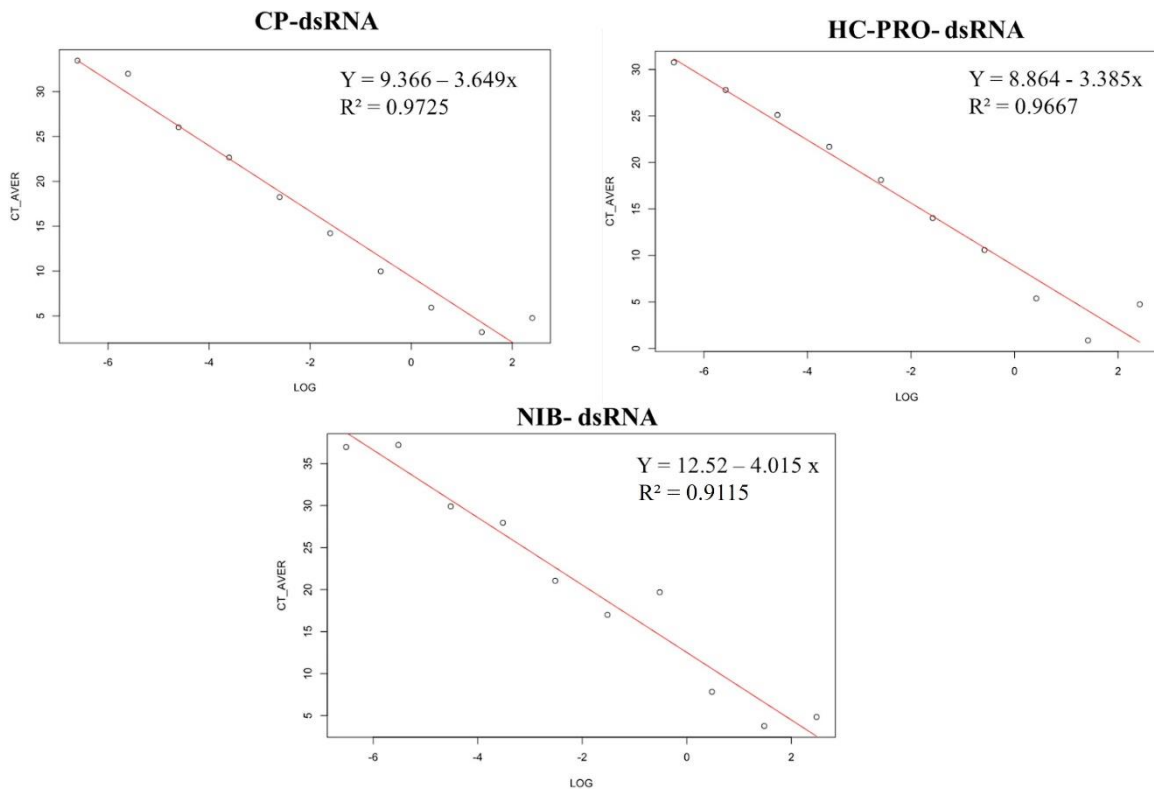 CP-dsRNA
Y = 9.366 – 3.649x
R² = 0.9725
CT_AVER
30
25
20
15
10
5
-6 -4 -2 0 2
LOG
HC-PRO- dsRNA
Y = 8.864 - 3.385x
R² = 0.9667
CT_AVER
30
25
20
15
10
5
0
-6 -4 -2 0 2
LOG
NIB- dsRNA
Y = 12.52 – 4.015 x
R² = 0.9115
CT_AVER
35
30
25
20
15
10
5
-6 -4 -2 0 2
LOG